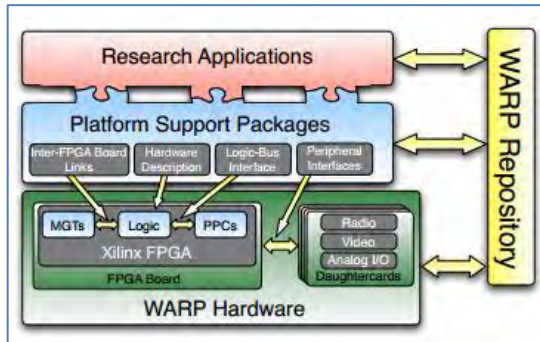 Research Applications
Platform Support Packages
Inter-FPGA Board
Links
Hardware
Description
Logic-Bus
Interface
Peripheral
Interfaces
MGTs
Logic
PPCs
Xilinx FPGA
FPGA Board
Radio
Video
Analog I/O
Daughtercards
WARP Hardware
WARP Repository